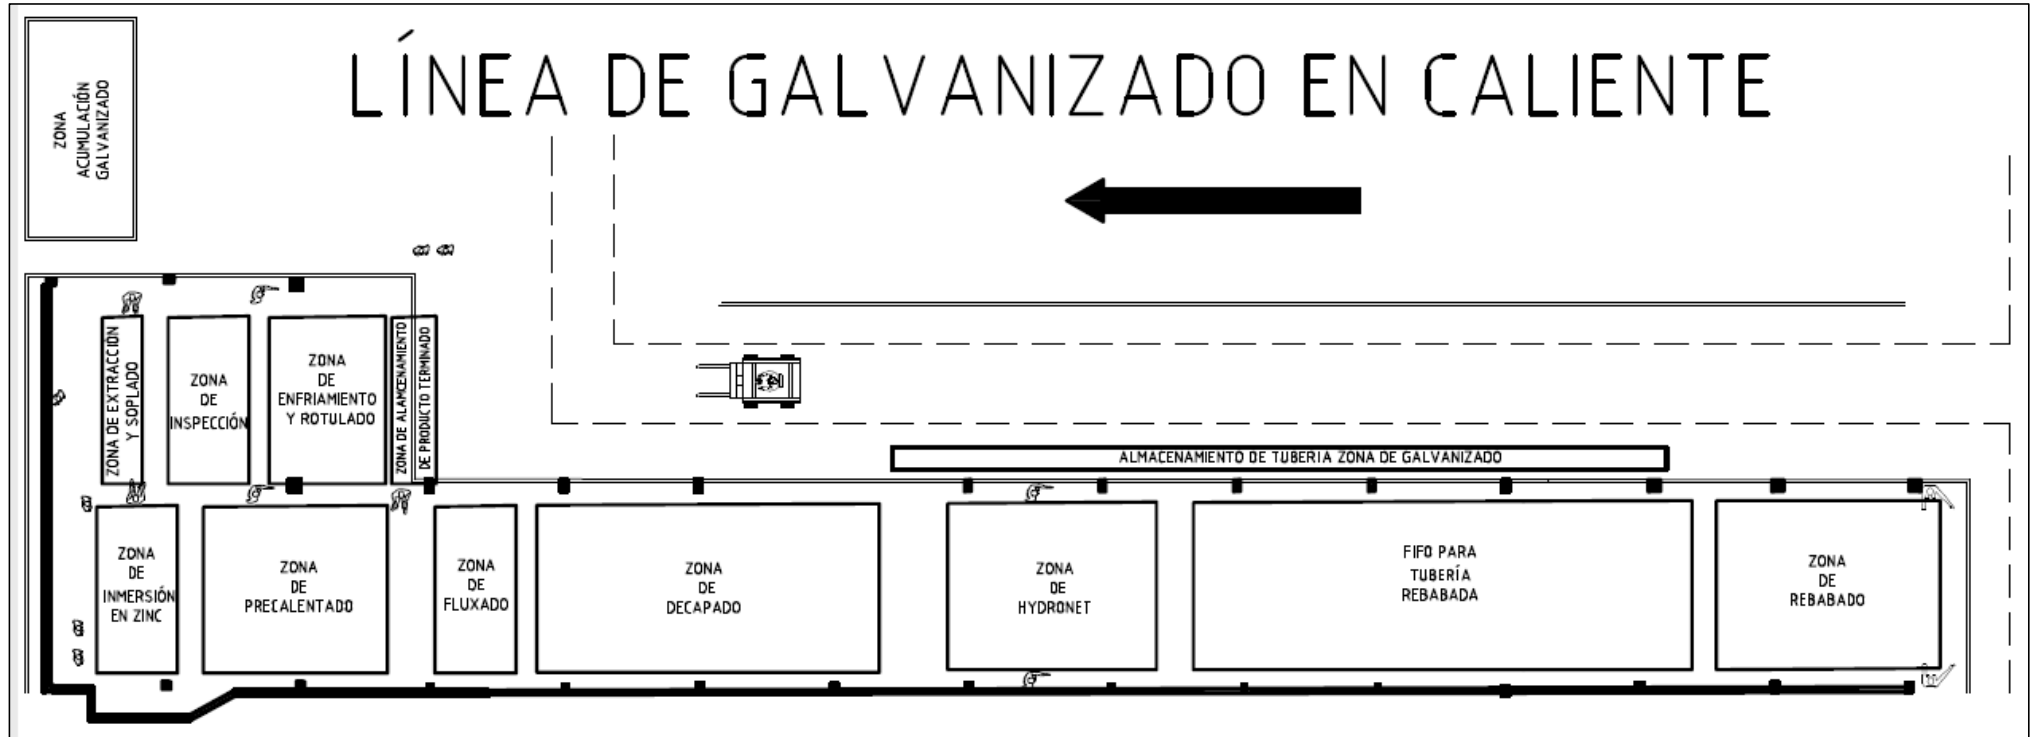 LÍNEA DE GALVANIZADO EN CALIENTE
ZONA
ACUMULACIÓN
GALVANIZADO
ZONA DE EXTRACCIÓN
Y SOPLADO
ZONA
DE
INSPECCIÓN
ZONA
DE
ENFRIAMIENTO
Y ROTULADO
ZONA DE ALAMCENAMIENTO
DE PRODUCTO TERMINADO
ALMACENAMIENTO DE TUBERIA ZONA DE GALVANIZADO
ZONA
DE
INMERSIÓN
EN ZINC
ZONA
DE
PRECALENTADO
ZONA
DE
FLUXADO
ZONA
DE
DECAPADO
ZONA
DE
HYDRONET
FIFO PARA
TUBERÍA
REBABADA
ZONA
DE
REBABADO